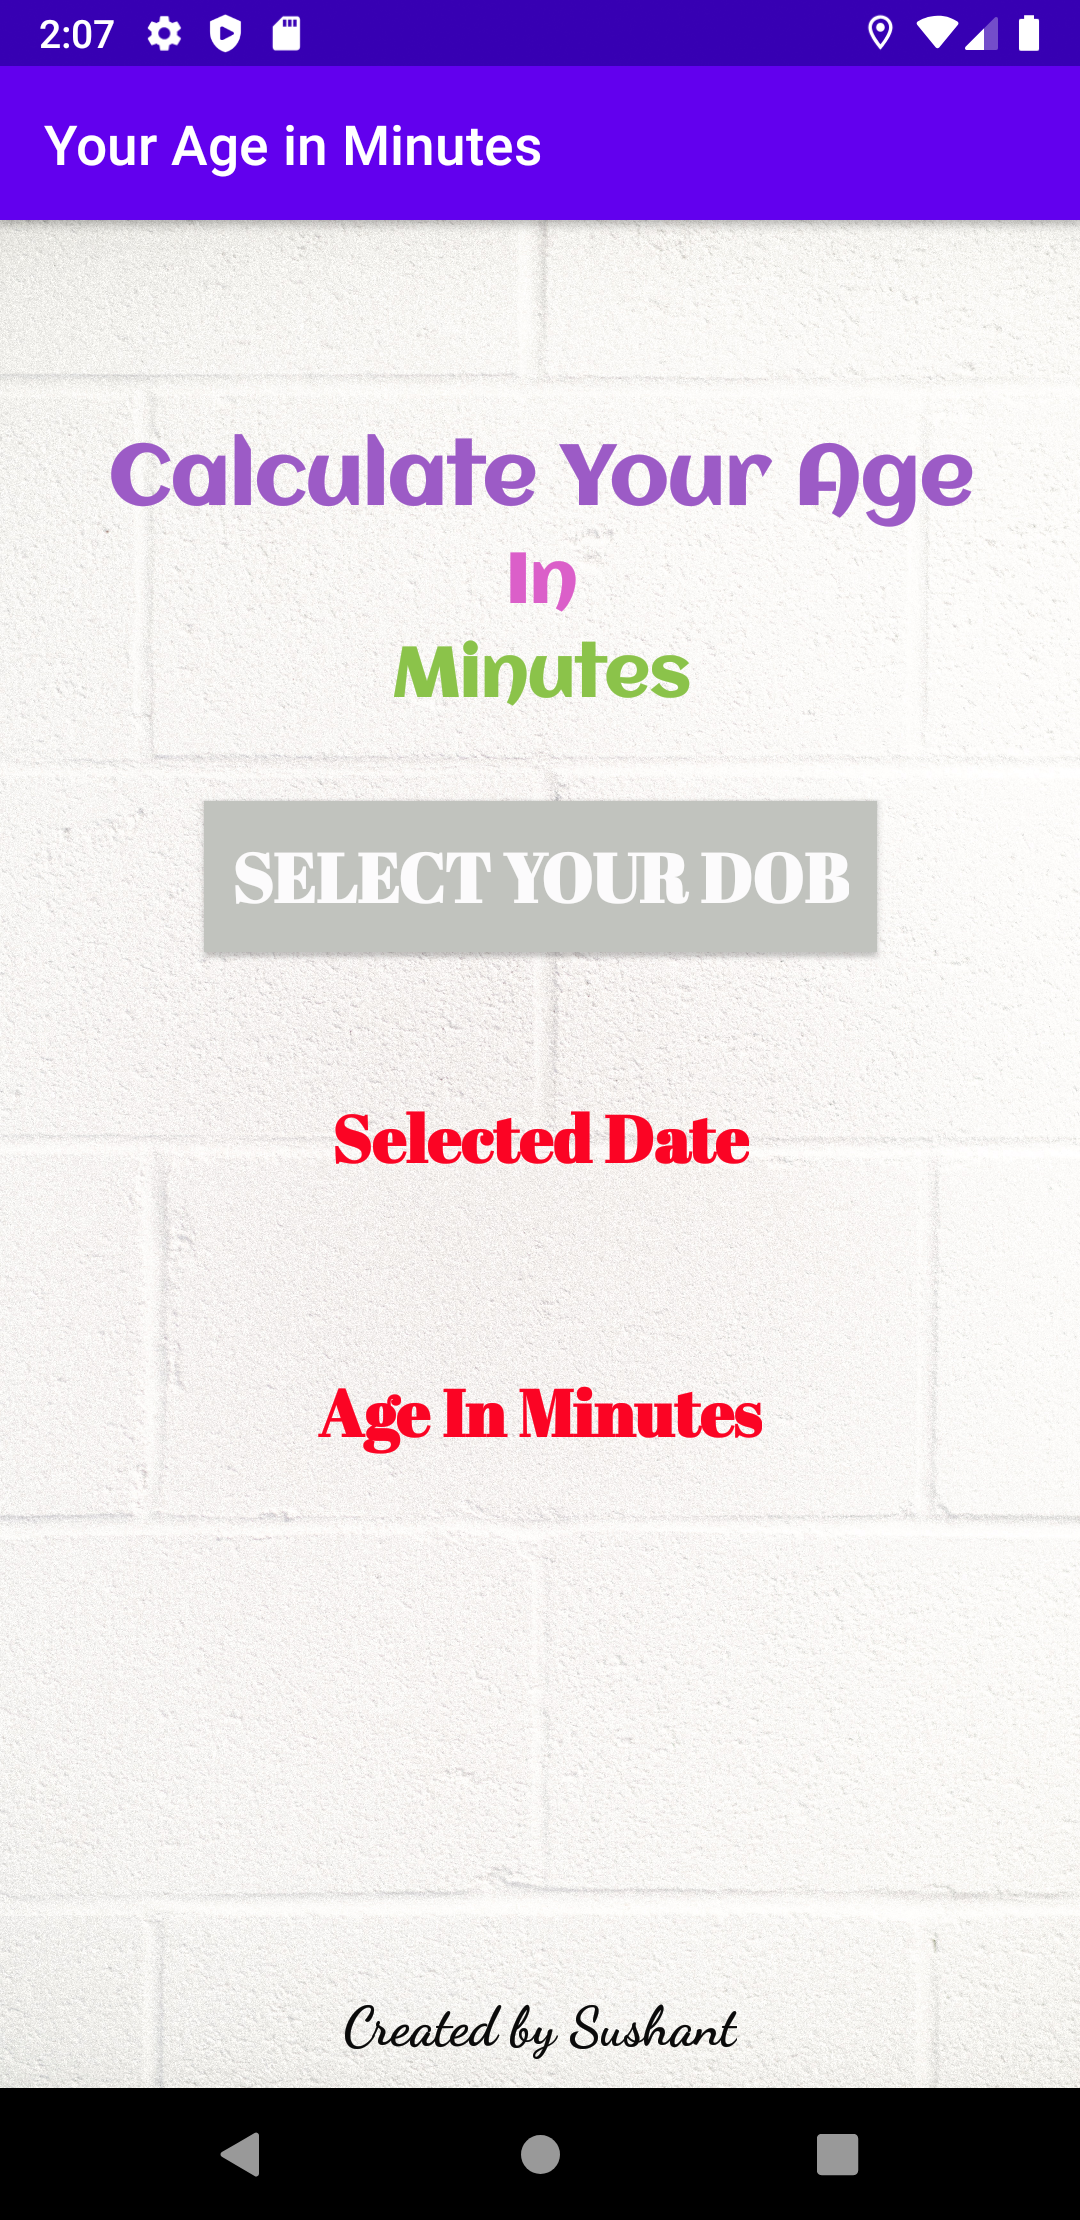 2:07
Your Age in Minutes
Calculate Your Age
In
Minutes
SELECT YOUR DOB
Selected Date
Age In Minutes
Created by Sushant